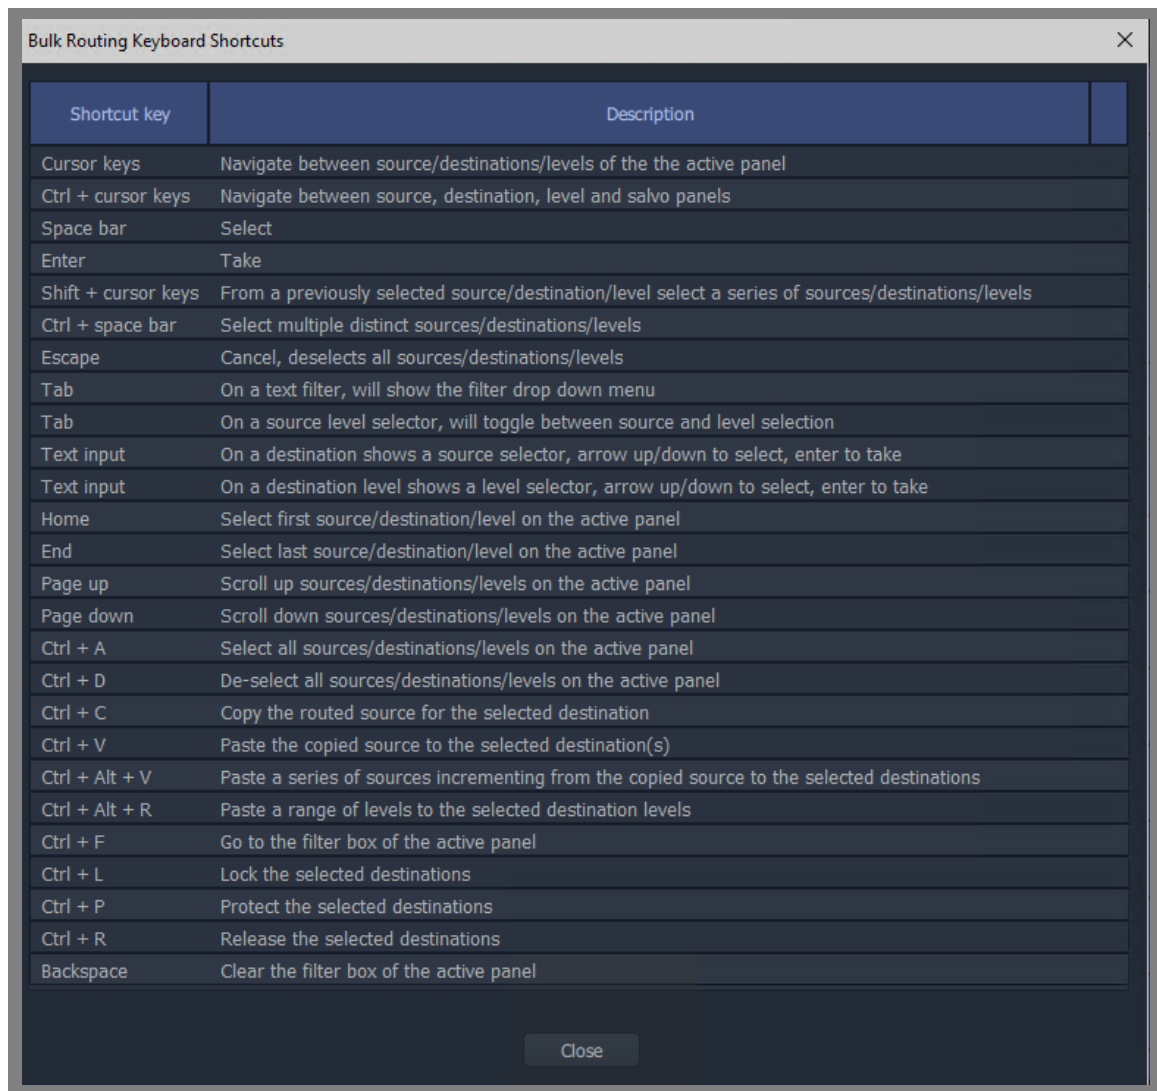 Bulk Routing Keyboard Shortcuts
Shortcut key Description
Cursor keys Navigate between source/destinations/levels of the the active panel
Ctrl + cursor keys Navigate between source, destination, level and salvo panels
Space bar Select
Enter Take
Shift + cursor keys From a previously selected source/destination/level select a series of sources/destinations/levels
Ctrl + space bar Select multiple distinct sources/destinations/levels
Escape Cancel, deselects all sources/destinations/levels
Tab On a text filter, will show the filter drop down menu
Tab On a source level selector, will toggle between source and level selection
Text input On a destination shows a source selector, arrow up/down to select, enter to take
Text input On a destination level shows a level selector, arrow up/down to select, enter to take
Home Select first source/destination/level on the active panel
End Select last source/destination/level on the active panel
Page up Scroll up sources/destinations/levels on the active panel
Page down Scroll down sources/destinations/levels on the active panel
Ctrl + A Select all sources/destinations/levels on the active panel
Ctrl + D De-select all sources/destinations/levels on the active panel
Ctrl + C Copy the routed source for the selected destination
Ctrl + V Paste the copied source to the selected destination(s)
Ctrl + Alt + V Paste a series of sources incrementing from the copied source to the selected destinations
Ctrl + Alt + R Paste a range of levels to the selected destination levels
Ctrl + F Go to the filter box of the active panel
Ctrl + L Lock the selected destinations
Ctrl + P Protect the selected destinations
Ctrl + R Release the selected destinations
Backspace Clear the filter box of the active panel
Close